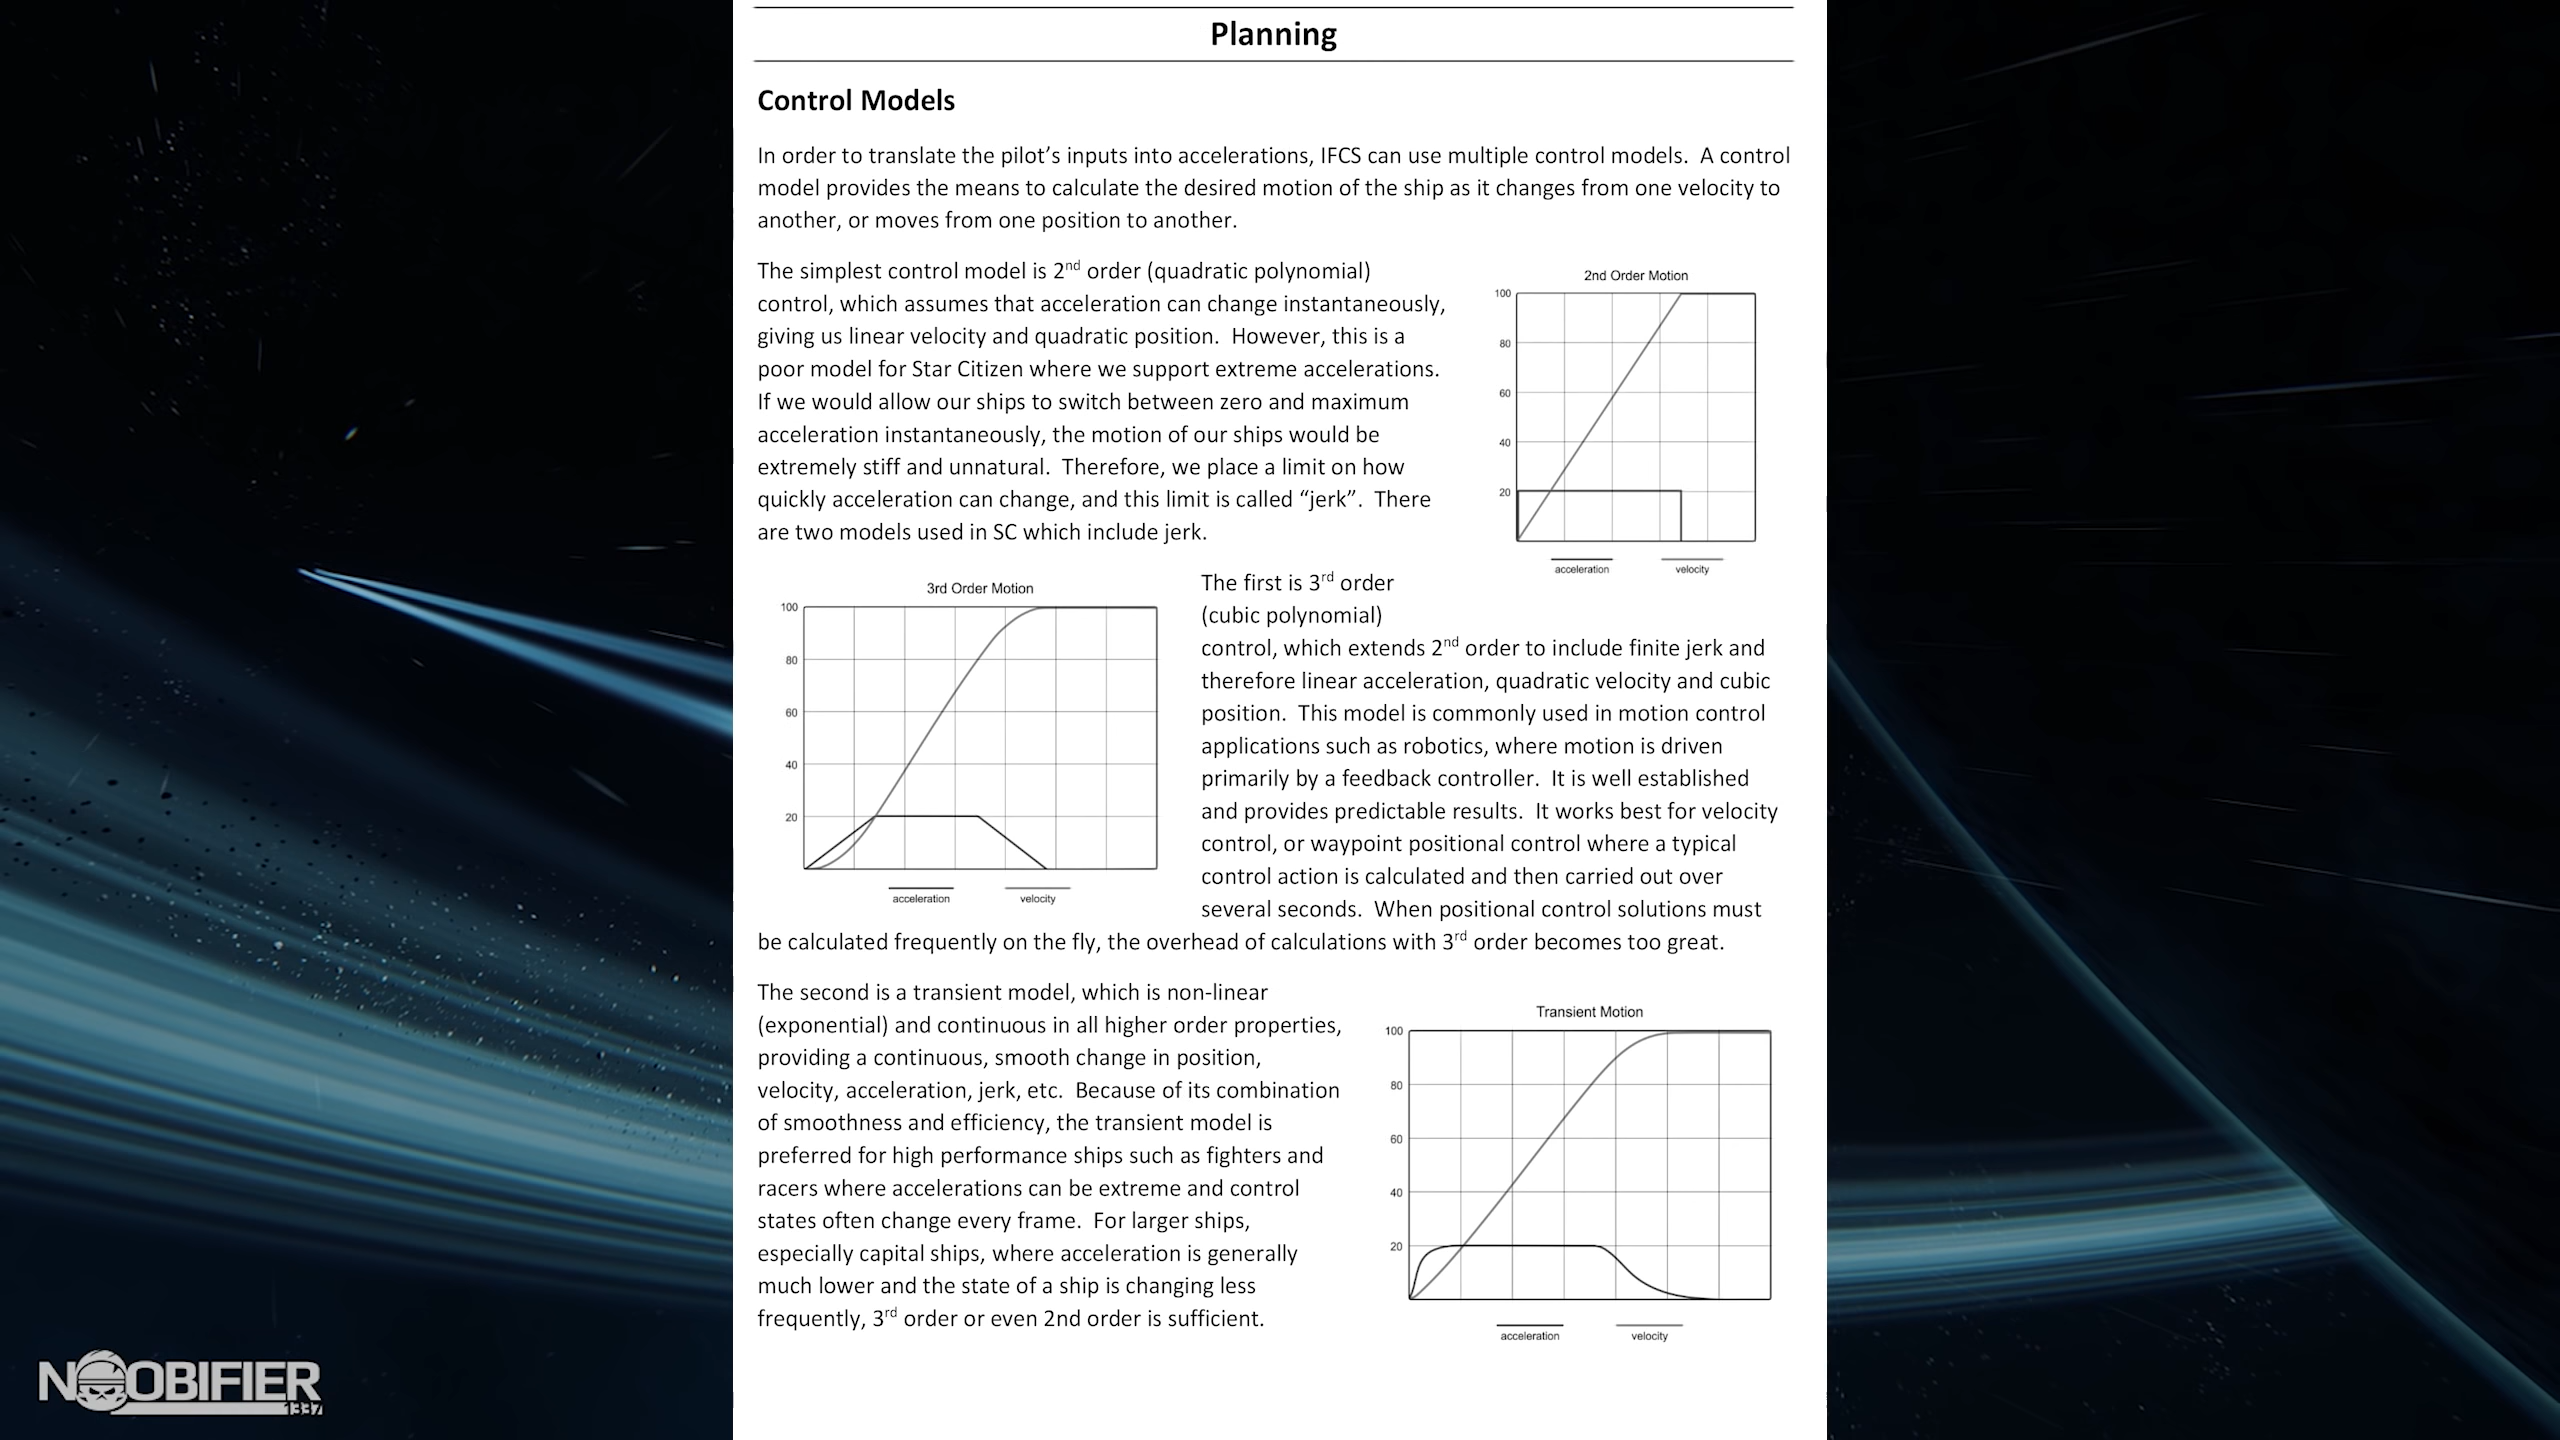 Planning
Control Models
In order to translate the pilot’s inputs into accelerations, IFCS can use multiple control models.  A control
model provides the means to calculate the desired motion of the ship as it changes from one velocity to
another, or moves from one position to another.
The simplest control model is 2nd order (quadratic polynomial)
control, which assumes that acceleration can change instantaneously,
giving us linear velocity and quadratic position.  However, this is a
poor model for Star Citizen where we support extreme accelerations.
If we would allow our ships to switch between zero and maximum
acceleration instantaneously, the motion of our ships would be
extremely stiff and unnatural.  Therefore, we place a limit on how
quickly acceleration can change, and this limit is called “jerk”.  There
are two models used in SC which include jerk.
2nd Order Motion
100
80
60
40
20
acceleration velocity
3rd Order Motion
100
80
60
40
20
acceleration velocity
The first is 3rd order
(cubic polynomial)
control, which extends 2nd order to include finite jerk and
therefore linear acceleration, quadratic velocity and cubic
position.  This model is commonly used in motion control
applications such as robotics, where motion is driven
primarily by a feedback controller.  It is well established
and provides predictable results.  It works best for velocity
control, or waypoint positional control where a typical
control action is calculated and then carried out over
several seconds.  When positional control solutions must
be calculated frequently on the fly, the overhead of calculations with 3rd order becomes too great.
The second is a transient model, which is non-linear
(exponential) and continuous in all higher order properties,
providing a continuous, smooth change in position,
velocity, acceleration, jerk, etc.  Because of its combination
of smoothness and efficiency, the transient model is
preferred for high performance ships such as fighters and
racers where accelerations can be extreme and control
states often change every frame.  For larger ships,
especially capital ships, where acceleration is generally
much lower and the state of a ship is changing less
frequently, 3rd order or even 2nd order is sufficient.
Transient Motion
100
80
60
40
20
acceleration velocity
NOOBIFIER
1337